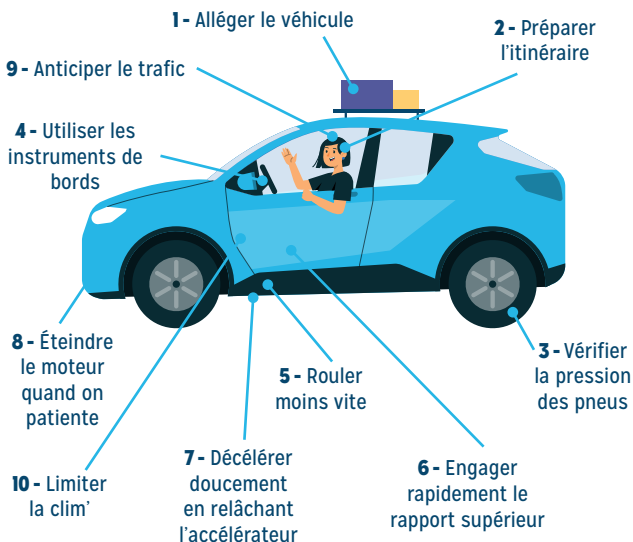 1 - Alléger le véhicule
2 - Préparer
l'itinéraire
9 - Anticiper le trafic
4 - Utiliser les
instruments de
bords
8 - Éteindre
le moteur
quand on
patiente
3 - Vérifier
la pression
des pneus
5 - Rouler
moins vite
10 - Limiter
la clim'
7 - Décélérer
doucement
en relâchant
l'accélérateur
6 - Engager
rapidement le
rapport supérieur